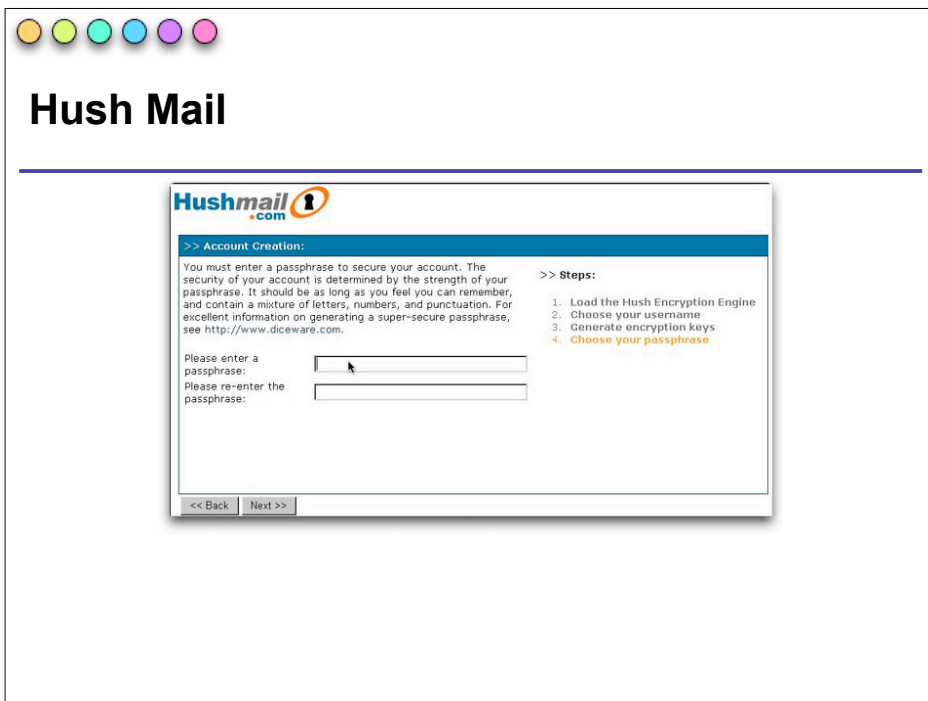 Hush Mail
Hushmail
.com
>> Account Creation:
You must enter a passphrase to secure your account. The
security of your account is determined by the strength of your
passphrase. It should be as long as you feel you can remember,
and contain a mixture of letters, numbers, and punctuation. For
excellent information on generating a super-secure passphrase,
see http://www.diceware.com.
Please enter a
passphrase:
Please re-enter the
passphrase:
>> Steps:
1. Load the Hush Encryption Engine
2. Choose your username
3. Generate encryption keys
4. Choose your passphrase
<< Back Next >>